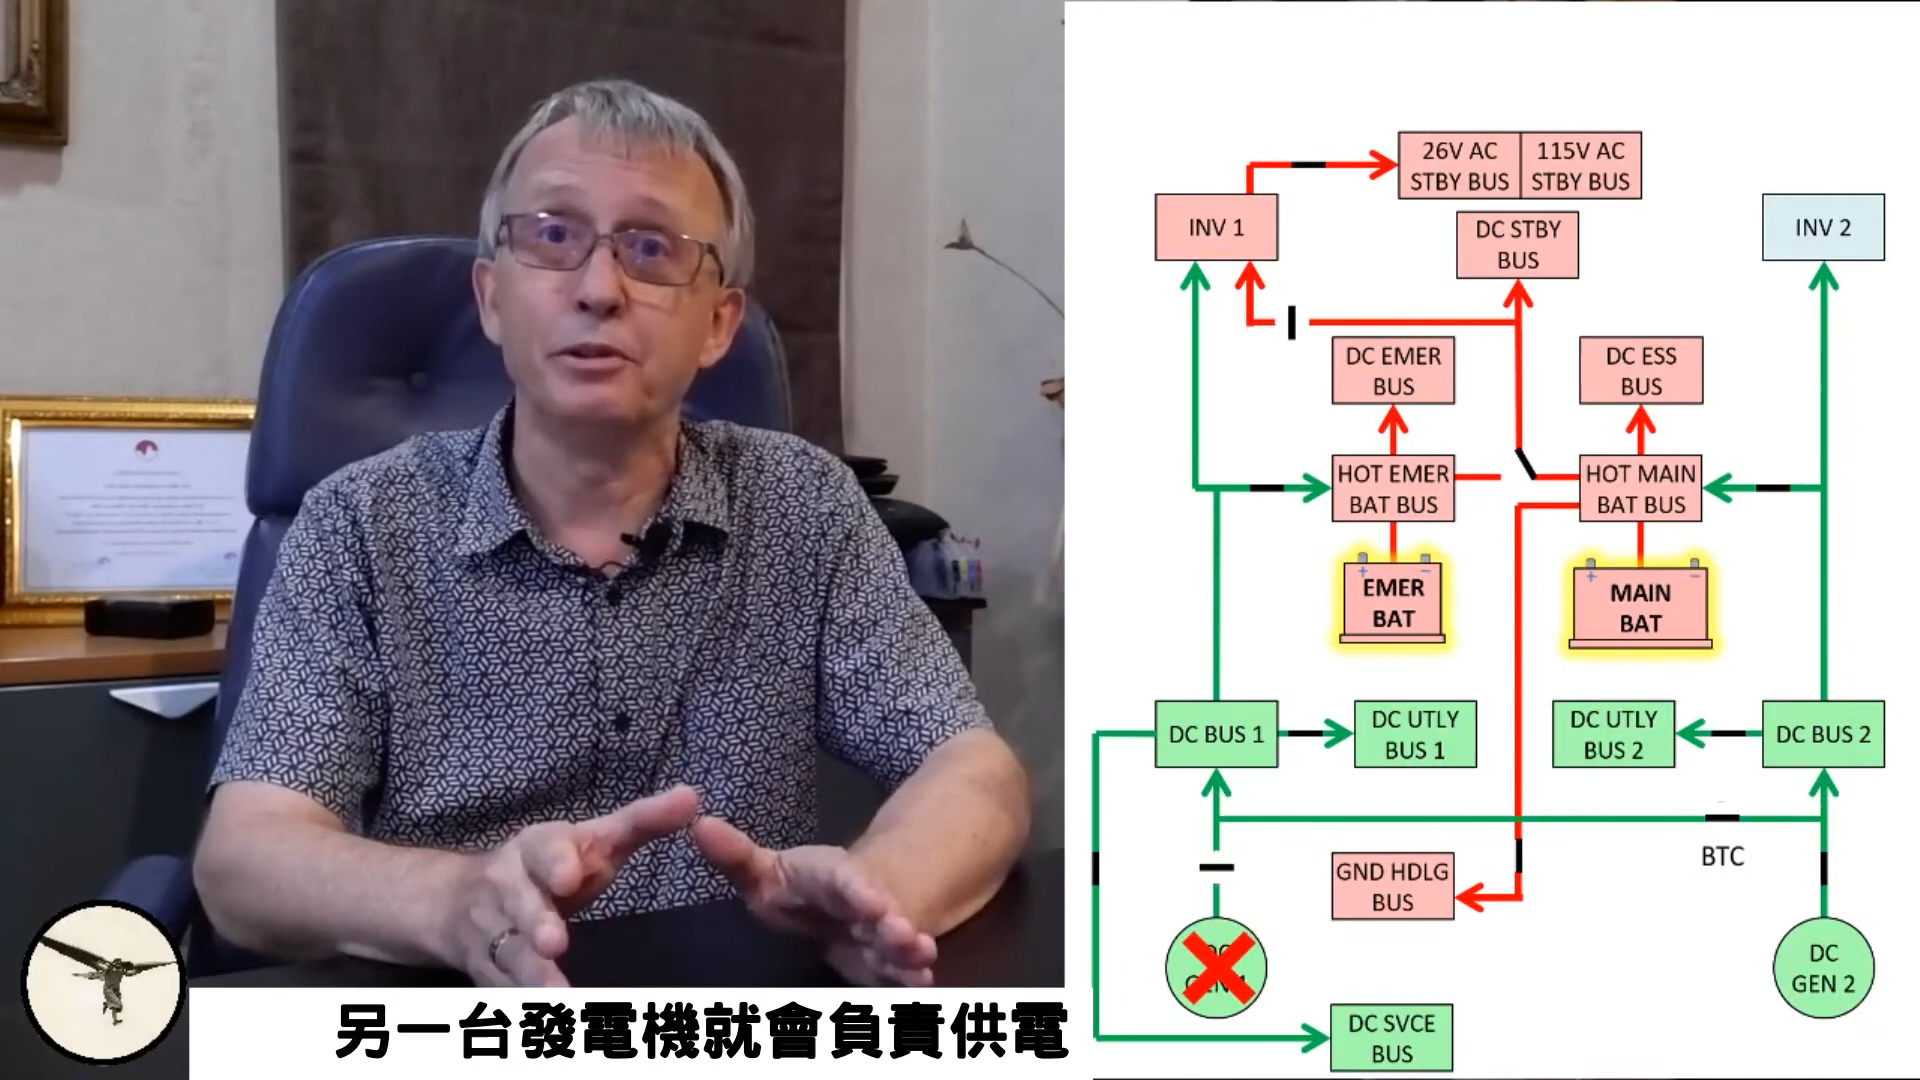 26V AC
STBY BUS
115V AC
STBY BUS
INV 1
DC STBY
BUS
INV 2
DC EMER
BUS
DC ESS
BUS
HOT EMER
BAT BUS
HOT MAIN
BAT BUS
+
-
EMER
BAT
+
-
MAIN
BAT
DC BUS 1
DC UTLY
BUS 1
DC UTLY
BUS 2
DC BUS 2
BTC
GND HDLG
BUS
DC
GEN 2
DC SVCE
BUS
另一台發電機就會負責供電